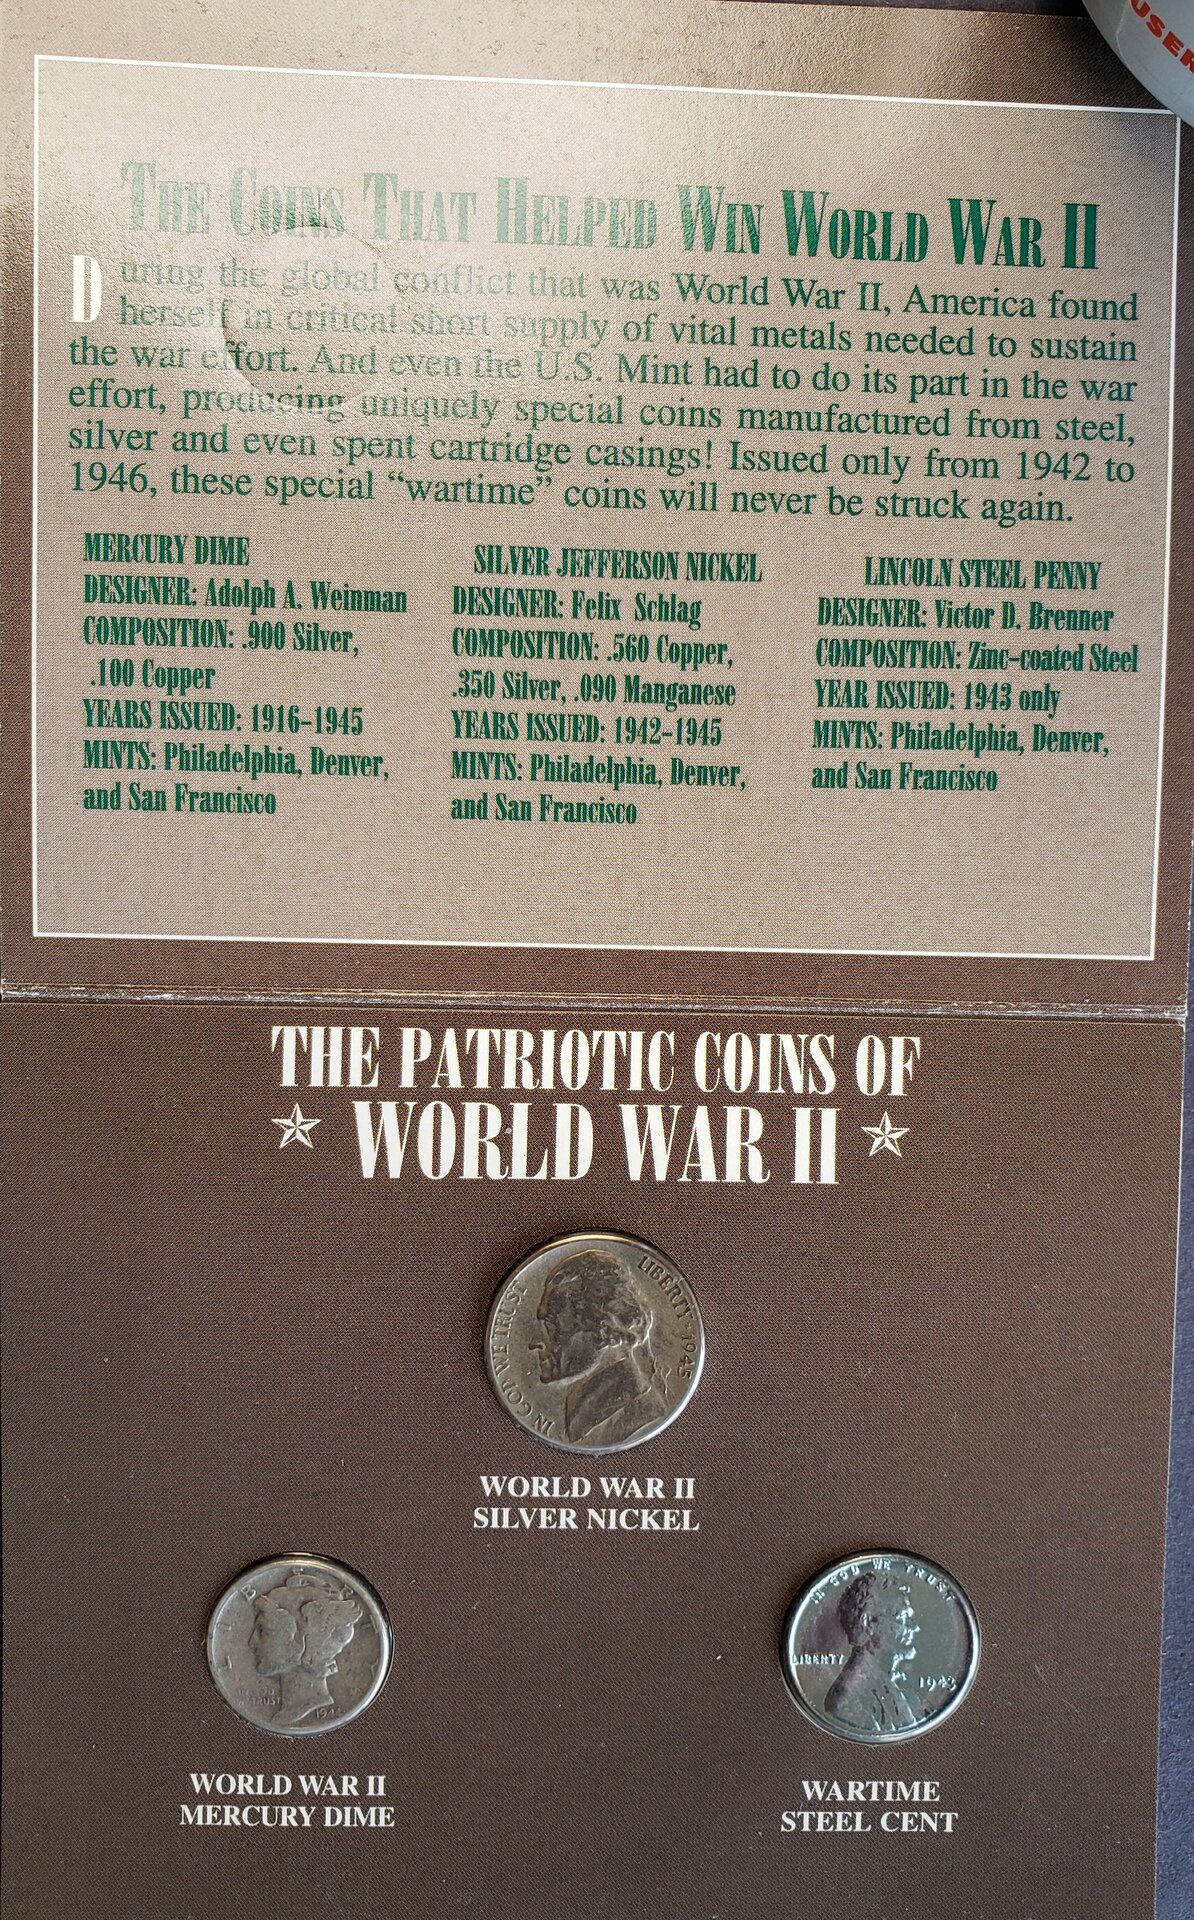 USER
THE COINS THAT HELPED WIN WORLD WAR II
During the global conflict that was World War II, America found
herself in critical short supply of vital metals needed to sustain
the war effort. And even the U.S. Mint had to do its part in the war
effort, producing uniquely special coins manufactured from steel,
silver and even spent cartridge casings! Issued only from 1942 to
1946, these special “wartime” coins will never be struck again.
MERCURY DIME
DESIGNER: Adolph A. Weinman
COMPOSITION: .900 Silver,
.100 Copper
YEARS ISSUED: 1916-1945
MINTS: Philadelphia, Denver,
and San Francisco
SILVER JEFFERSON NICKEL
DESIGNER: Felix Schlag
COMPOSITION: .560 Copper,
.350 Silver, .090 Manganese
YEARS ISSUED: 1942-1945
MINTS: Philadelphia, Denver,
and San Francisco
LINCOLN STEEL PENNY
DESIGNER: Victor D. Brenner
COMPOSITION: Zinc-coated Steel
YEAR ISSUED: 1943 only
MINTS: Philadelphia, Denver,
and San Francisco
THE PATRIOTIC COINS OF
WORLD WAR II
IN GOD WE TRUST
LIBERTY 1945
WORLD WAR II
SILVER NICKEL
TRUST
WORLD WAR II
MERCURY DIME
IN GOD WE TRUST
LIBERTY
1943
WARTIME
STEEL CENT